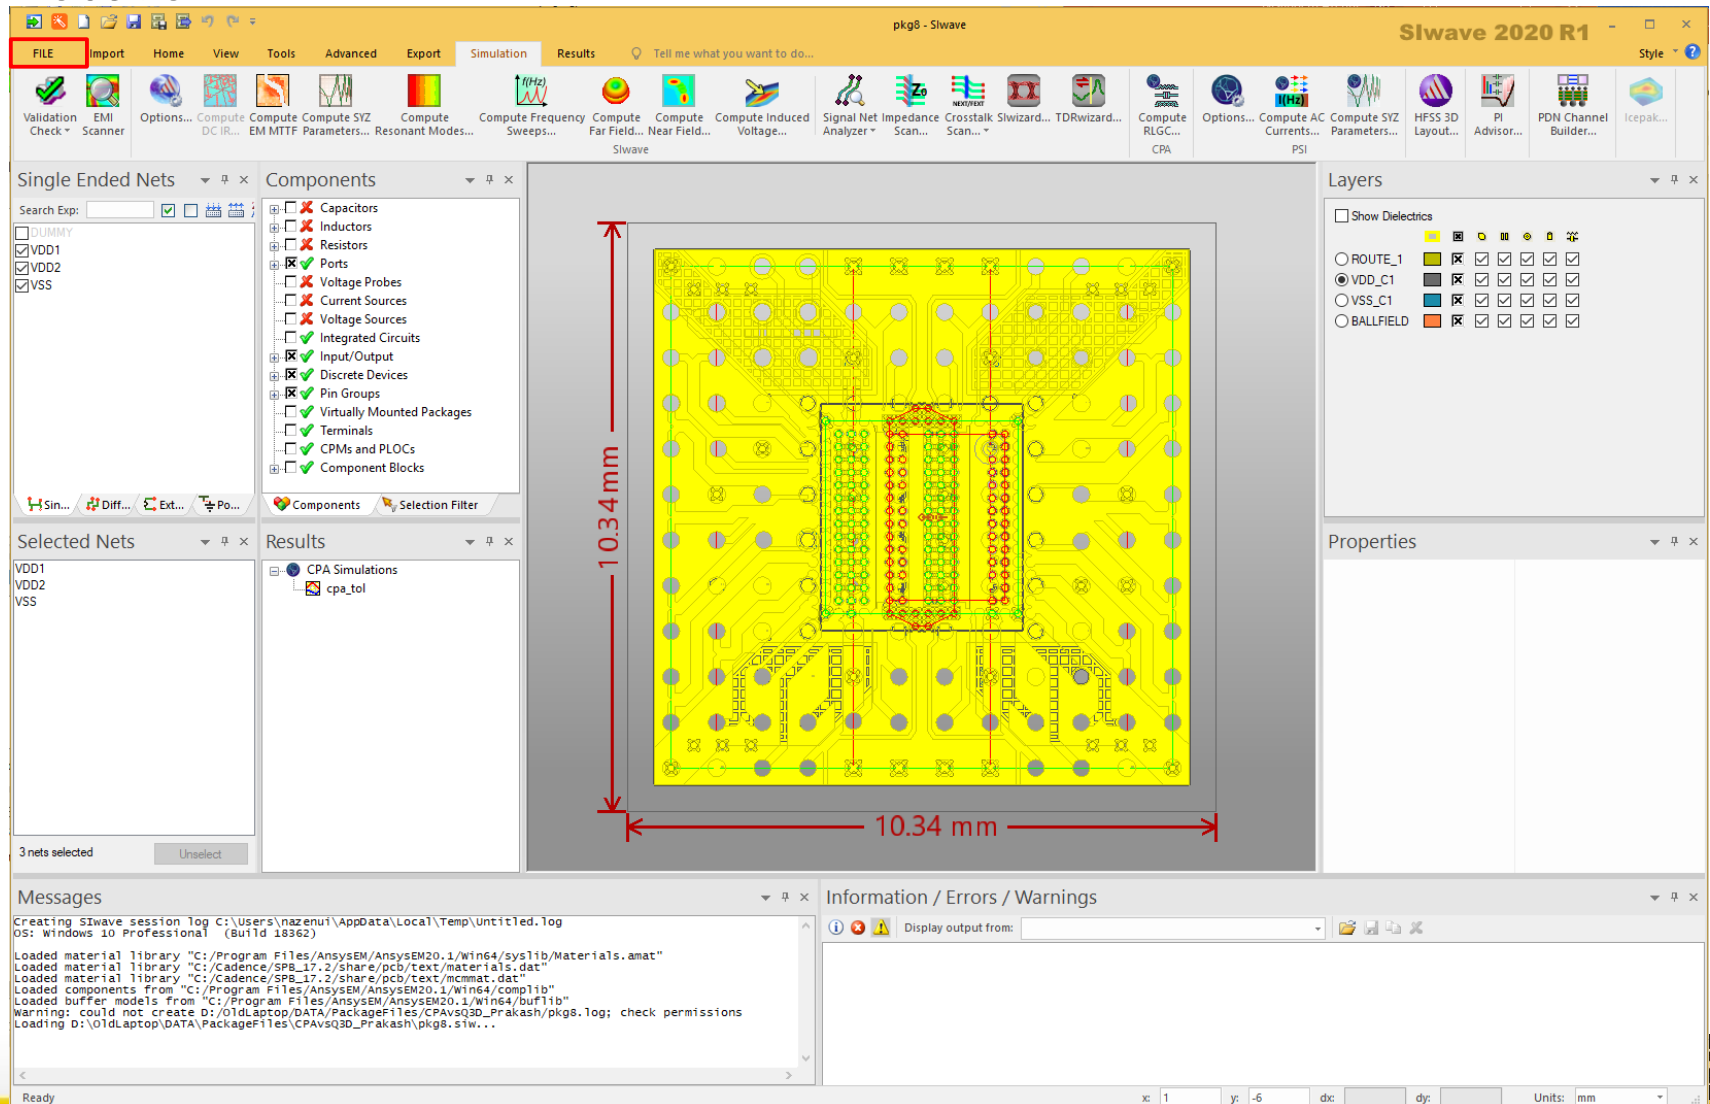 pkg8 - SIwave
SIwave 2020 R1
FILE Import Home View Tools Advanced Export Simulation Results Tell me what you want to do... Style
Validation Check
EMI Scanner
Options...
Compute DC IR...
Compute EM MTTF
Compute SYZ Parameters...
Compute Resonant Modes...
f(Hz)
Compute Frequency Sweeps...
Compute Far Field...
Compute Near Field...
Compute Induced Voltage...
SIwave
Signal Net Analyzer
Zo
Impedance Scan...
NEXT/FEXT
Crosstalk Scan...
SIwizard...
TDRwizard...
Compute RLGC...
CPA
Options...
I(Hz)
Compute AC Currents...
Compute SYZ Parameters...
PSI
HFSS 3D Layout...
PI Advisor...
PDN Channel Builder...
Icepak...
Single Ended Nets
Search Exp:
DUMMY
VDD1
VDD2
VSS
Sin... Diff... Ext... Po...
Components
Capacitors
Inductors
Resistors
Ports
Voltage Probes
Current Sources
Voltage Sources
Integrated Circuits
Input/Output
Discrete Devices
Pin Groups
Virtually Mounted Packages
Terminals
CPMs and PLOCs
Component Blocks
Components Selection Filter
10.34 mm
10.34 mm
Layers
Show Dielectrics
ROUTE_1
VDD_C1
VSS_C1
BALLFIELD
Selected Nets
VDD1
VDD2
VSS
3 nets selected Unselect
Results
CPA Simulations
cpa_tol
Properties
Messages
Creating SIwave session log C:\Users\nazenui\AppData\Local\Temp\Untitled.log
OS: Windows 10 Professional (Build 18362)
Loaded material library "C:/Program Files/AnsysEM/AnsysEM20.1/Win64/syslib/Materials.amat"
Loaded material library "C:/Cadence/SPB_17.2/share/pcb/text/materials.dat"
Loaded material library "C:/Cadence/SPB_17.2/share/pcb/text/mcmmat.dat"
Loaded components from "C:/Program Files/AnsysEM/AnsysEM20.1/Win64/complib"
Loaded buffer models from "C:/Program Files/AnsysEM/AnsysEM20.1/Win64/buflib"
Warning: could not create D:/OldLaptop/DATA/PackageFiles/CPAvsQ3D_Prakash/pkg8.log; check permissions
Loading D:\OldLaptop\DATA\PackageFiles\CPAvsQ3D_Prakash\pkg8.siw...
Information / Errors / Warnings
Display output from:
Ready
x: 1 y: -6 dx: dy: Units: mm